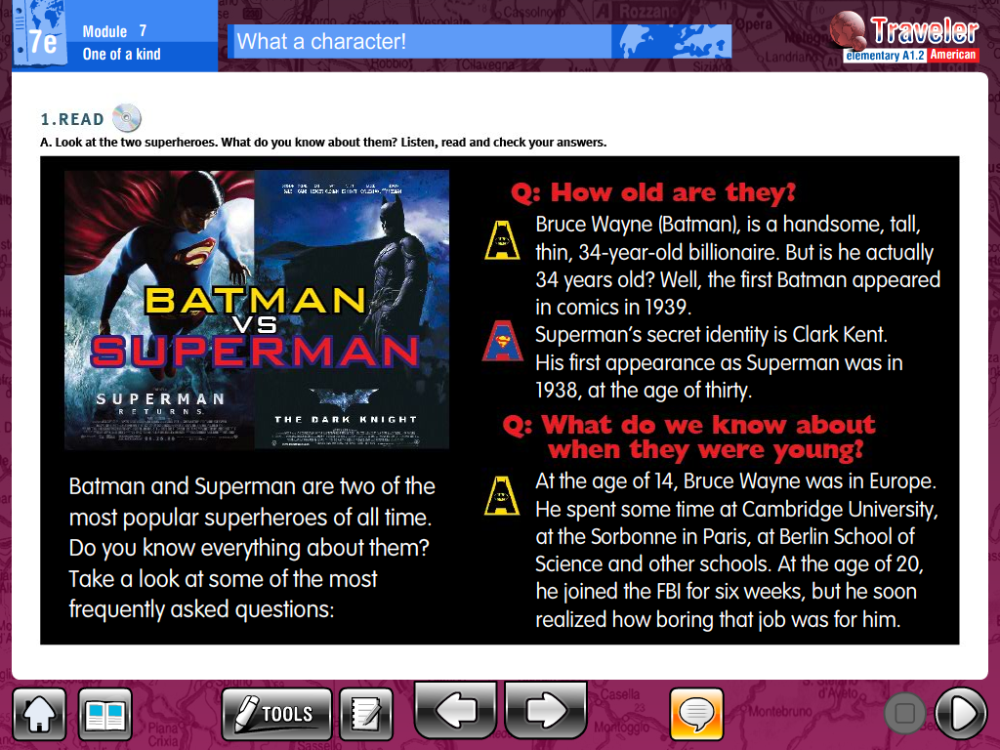 7e
Module 7
One of a kind
What a character!
Traveler
elementary A1.2 American
1.READ
A. Look at the two superheroes. What do you know about them? Listen, read and check your answers.
BATMAN
VS
SUPERMAN
SUPERMAN
RETURNS
THE DARK KNIGHT
Batman and Superman are two of the
most popular superheroes of all time.
Do you know everything about them?
Take a look at some of the most
frequently asked questions:
Q: How old are they?
A
Bruce Wayne (Batman), is a handsome, tall,
thin, 34-year-old billionaire. But is he actually
34 years old? Well, the first Batman appeared
in comics in 1939.
A
Superman's secret identity is Clark Kent.
His first appearance as Superman was in
1938, at the age of thirty.
Q: What do we know about
when they were young?
A
At the age of 14, Bruce Wayne was in Europe.
He spent some time at Cambridge University,
at the Sorbonne in Paris, at Berlin School of
Science and other schools. At the age of 20,
he joined the FBI for six weeks, but he soon
realized how boring that job was for him.
TOOLS